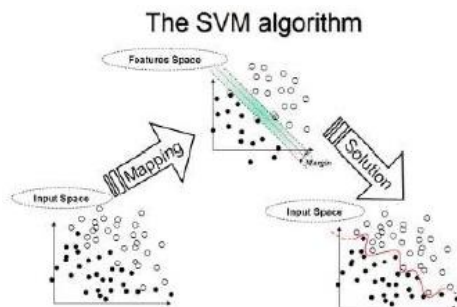 The SVM algorithm
Features Space
Mapping
Margin
Solution
Input Space
Input Space